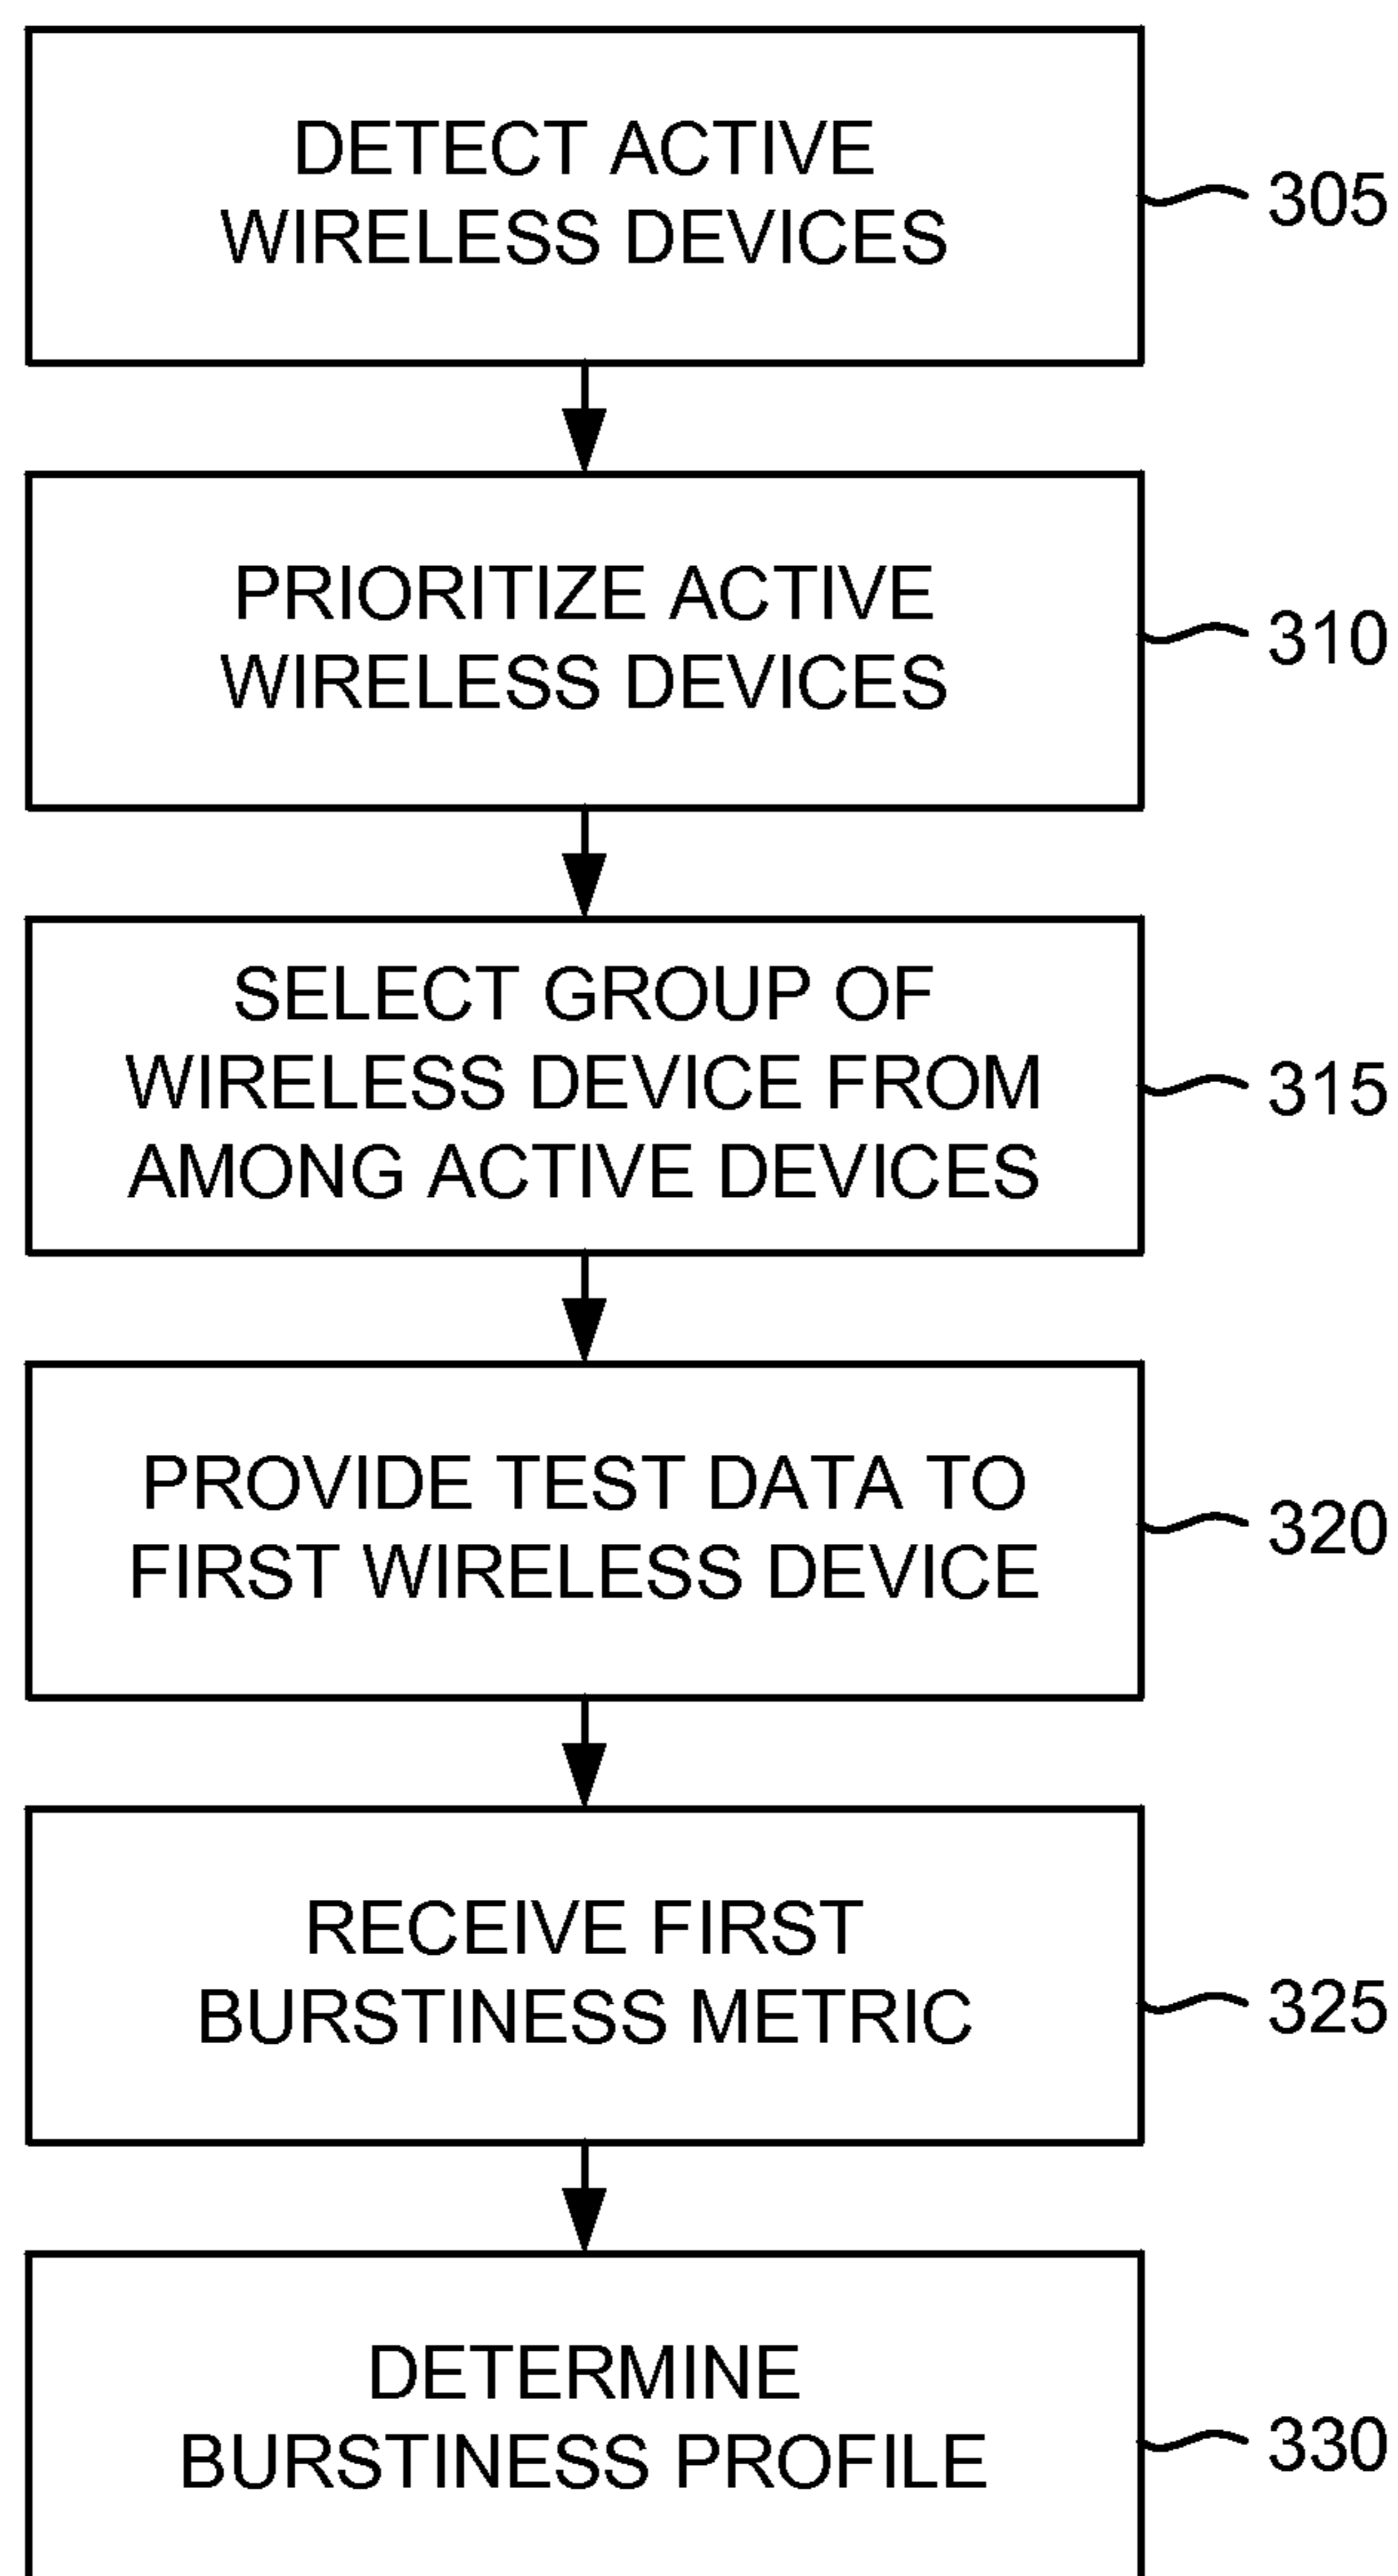 DETECT ACTIVE
WIRELESS DEVICES
305
PRIORITIZE ACTIVE
WIRELESS DEVICES
310
SELECT GROUP OF
WIRELESS DEVICE FROM
AMONG ACTIVE DEVICES
315
PROVIDE TEST DATA TO
FIRST WIRELESS DEVICE
320
RECEIVE FIRST
BURSTINESS METRIC
325
DETERMINE
BURSTINESS PROFILE
330